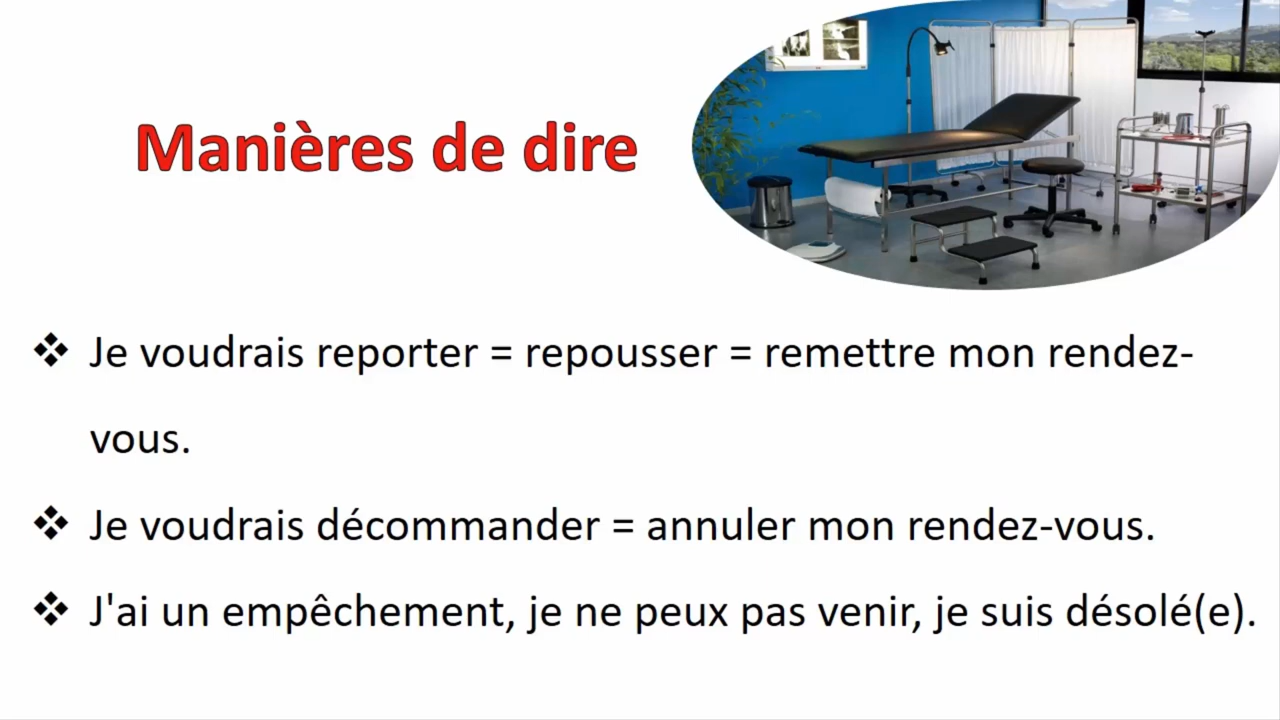 Manières de dire
❖ Je voudrais reporter = repousser = remettre mon rendez-
vous.
❖ Je voudrais décommander = annuler mon rendez-vous.
❖ J'ai un empêchement, je ne peux pas venir, je suis désolé(e).